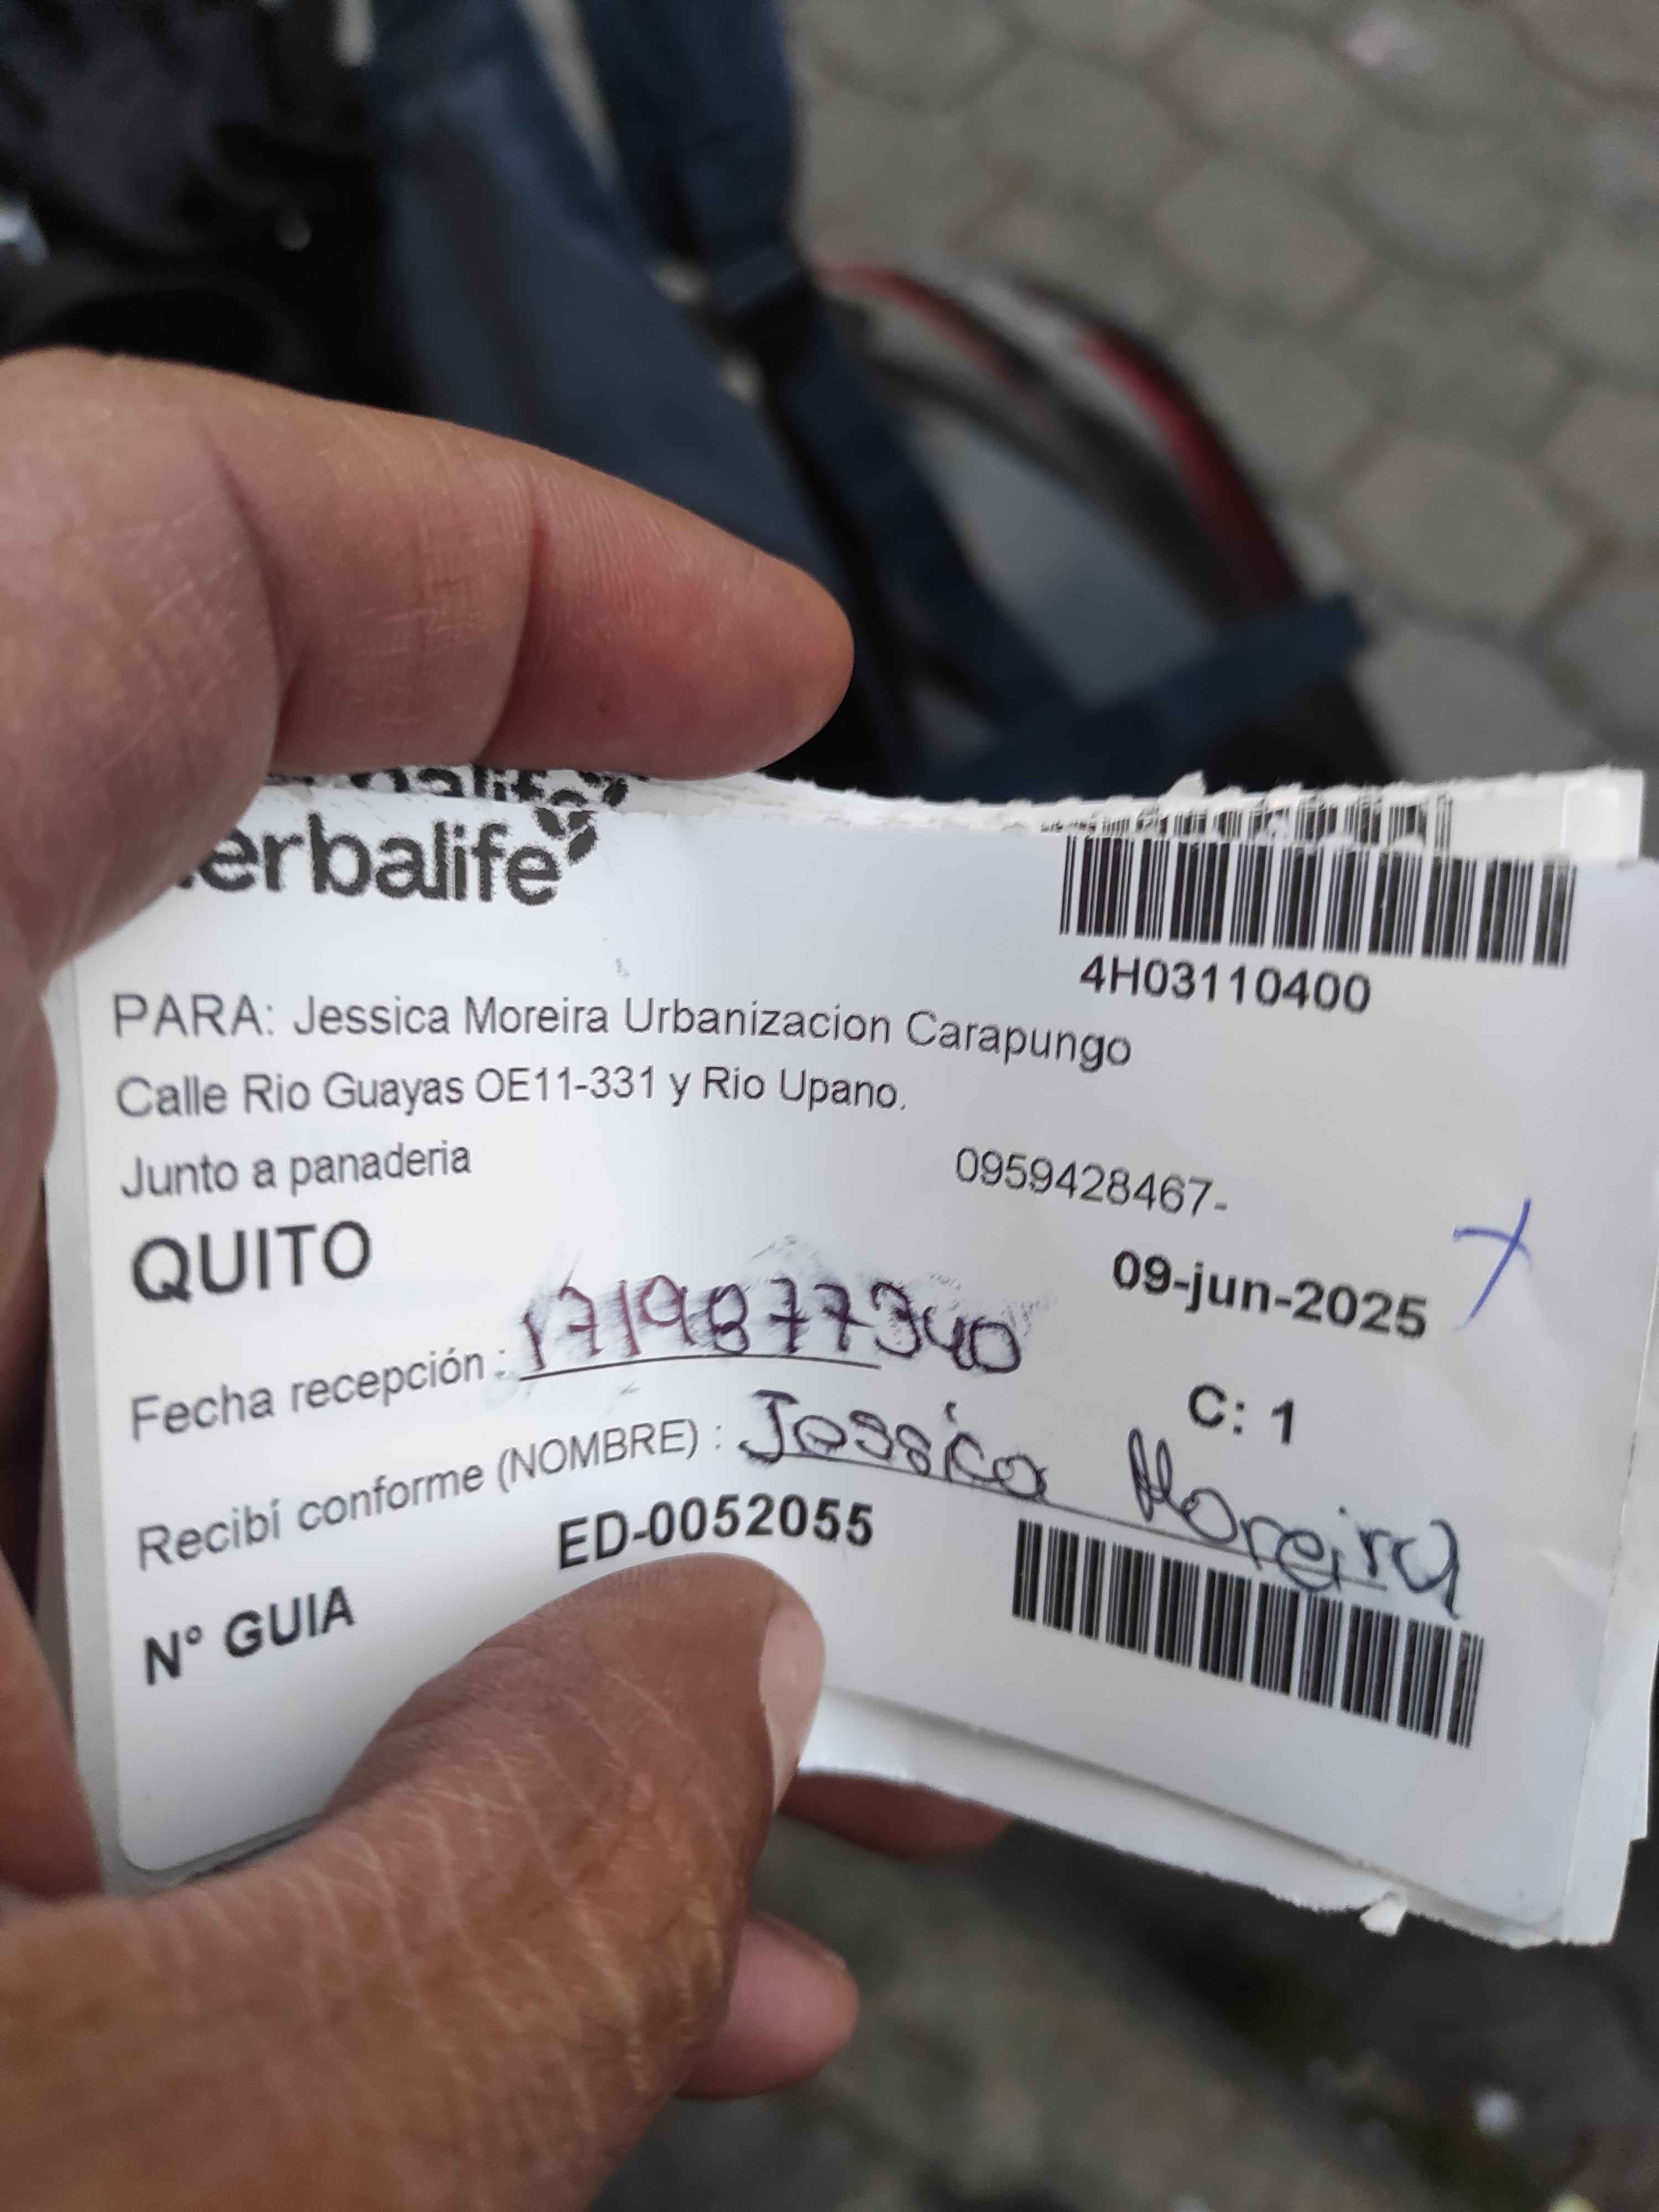 erbalife
4H03110400
PARA: Jessica Moreira Urbanizacion Carapungo
Calle Rio Guayas OE11-331 y Rio Upano.
Junto a panaderia
0959428467-
QUITO
09-jun-2025
Fecha recepción : 1719877340
C: 1
Recibí conforme (NOMBRE) : Jessica Moreira
ED-0052055
N° GUIA